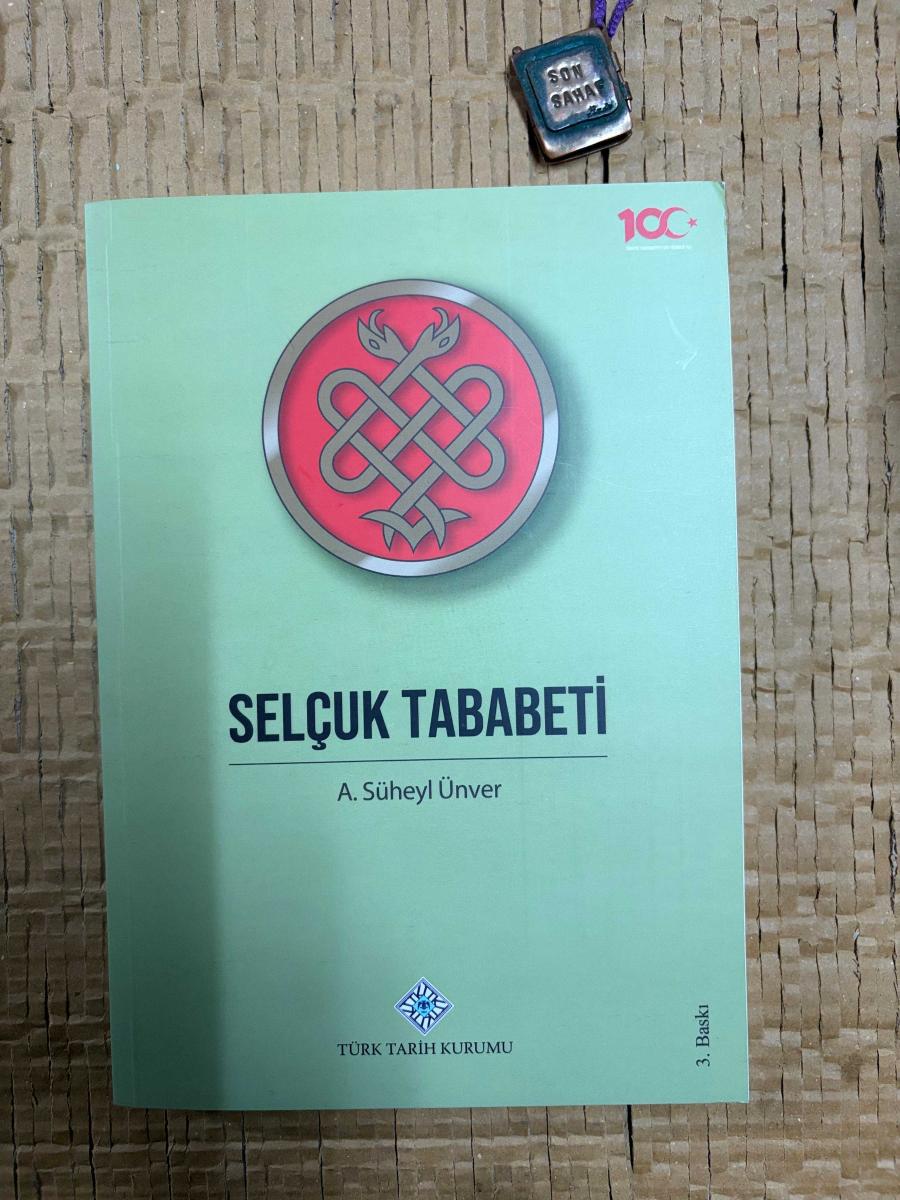 SON
SAHAF
100
SELÇUK TABABETİ
A. Süheyl Ünver
TÜRK TARİH KURUMU
3. Baskı